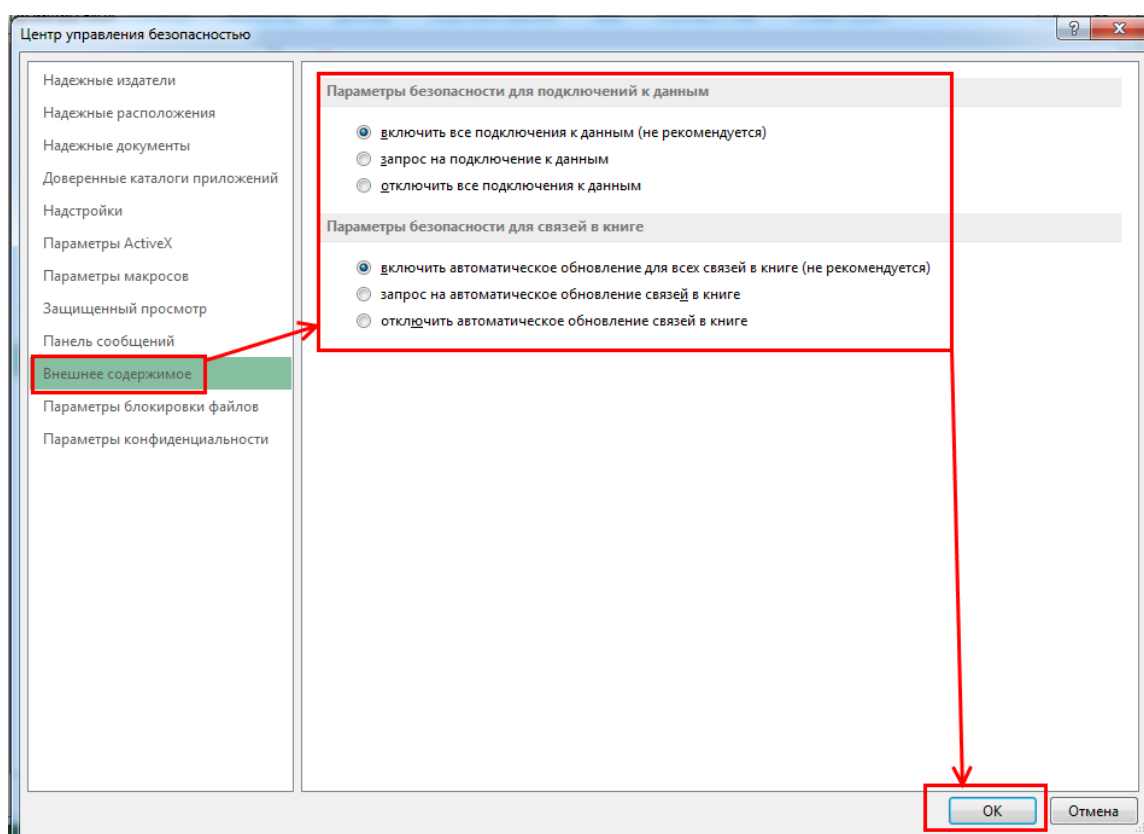 Центр управления безопасностью
Надежные издатели
Надежные расположения
Надежные документы
Доверенные каталоги приложений
Надстройки
Параметры ActiveX
Параметры макросов
Защищенный просмотр
Панель сообщений
Внешнее содержимое
Параметры блокировки файлов
Параметры конфиденциальности
Параметры безопасности для подключений к данным
включить все подключения к данным (не рекомендуется)
запрос на подключение к данным
отключить все подключения к данным
Параметры безопасности для связей в книге
включить автоматическое обновление для всех связей в книге (не рекомендуется)
запрос на автоматическое обновление связей в книге
отключить автоматическое обновление связей в книге
ОК
Отмена